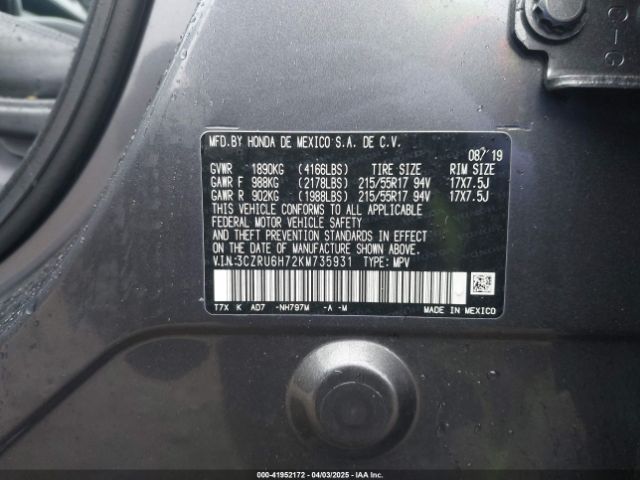 MFD.BY HONDA DE MEXICO S.A. DE C.V.
08/19
GVWR 1890KG (4166LBS) TIRE SIZE RIM SIZE
GAWR F 988KG (2178LBS) 215/55R17 94V 17X7.5J
GAWR R 902KG (1988LBS) 215/55R17 94V 17X7.5J
THIS VEHICLE CONFORMS TO ALL APPLICABLE
FEDERAL MOTOR VEHICLE SAFETY
AND THEFT PREVENTION STANDARDS IN EFFECT
ON THE DATE OF MANUFACTURE SHOWN ABOVE.
V.I.N:3CZRU6H72KM735931 TYPE: MPV
T7X K AD7 -NH797M -A -M
MADE IN MEXICO
000-41952172 - 04/03/2025 - IAA Inc.